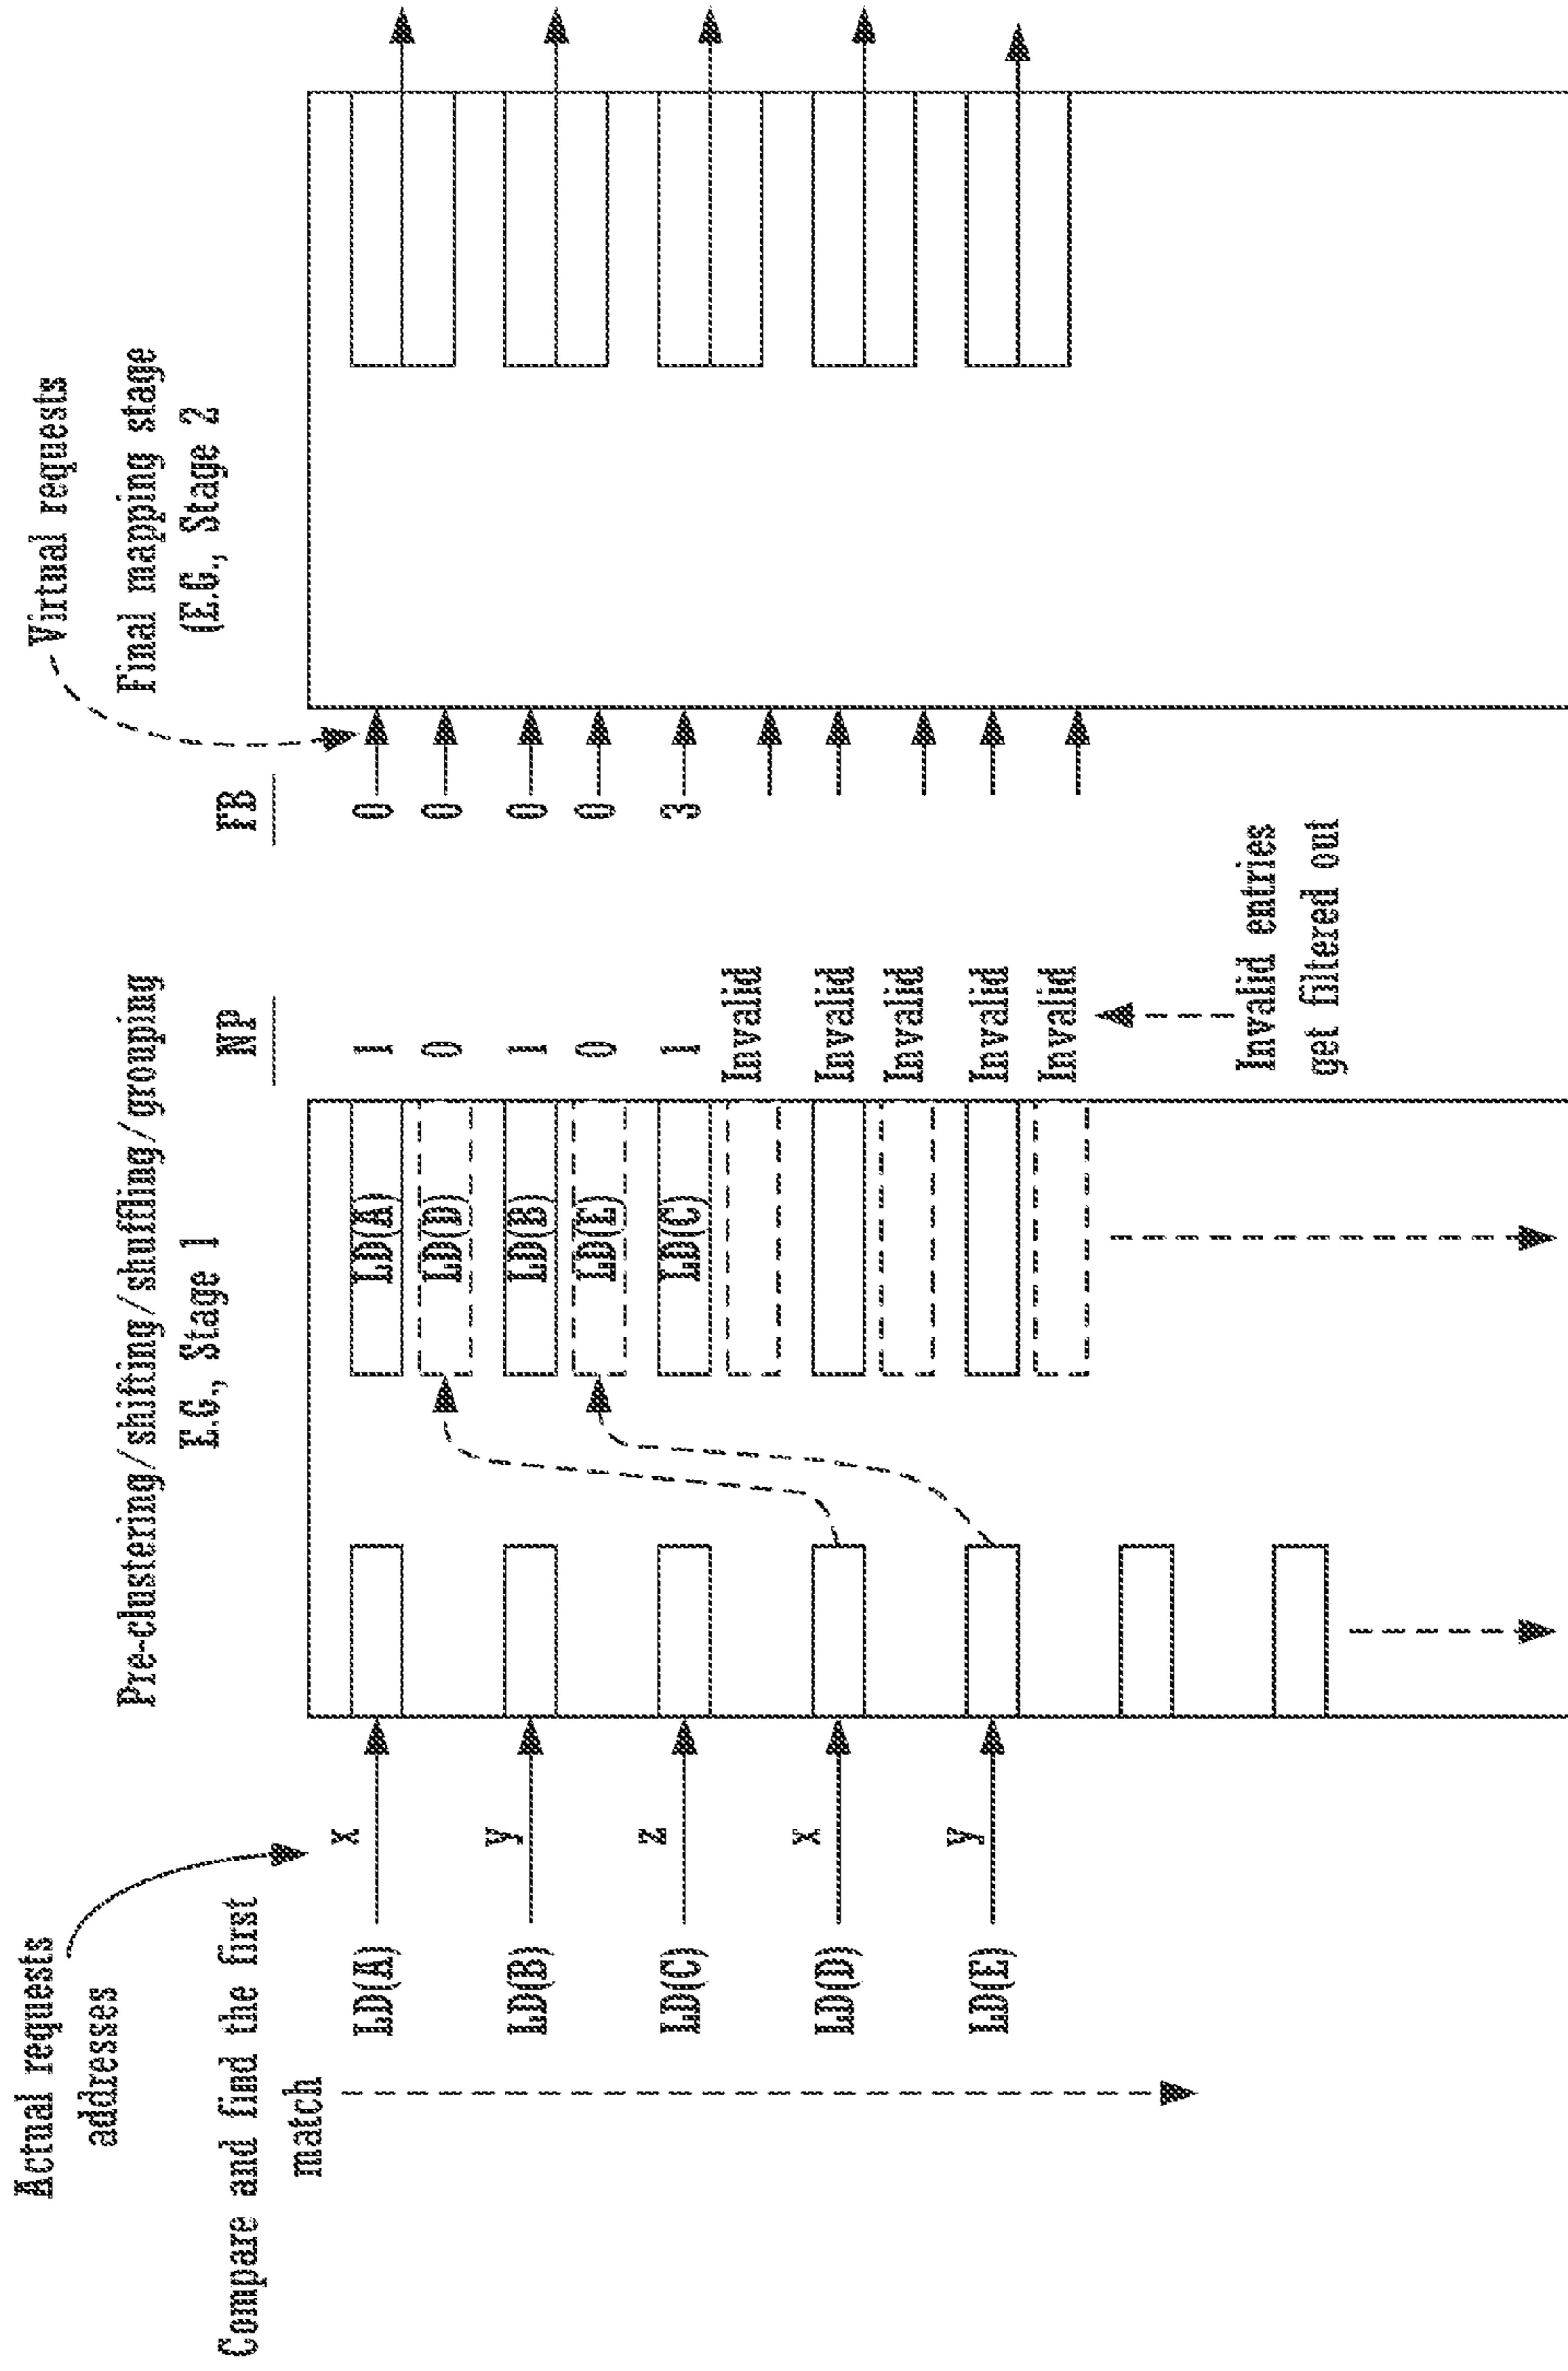 Actual requests
addresses
Compare and find the first
match
LD(A)
x
LD(B)
y
LD(C)
z
LD(D)
x
LD(E)
y
Pre-clustering/shifting/shuffling/grouping
E.G., Stage 1
LD(A)
LD(D)
LD(B)
LD(E)
LD(C)
NP
1
0
1
0
1
Invalid
Invalid
Invalid
Invalid
Invalid
Invalid entries
get filtered out
FB
0
0
0
0
3
Virtual requests
Final mapping stage
(E.G., Stage 2